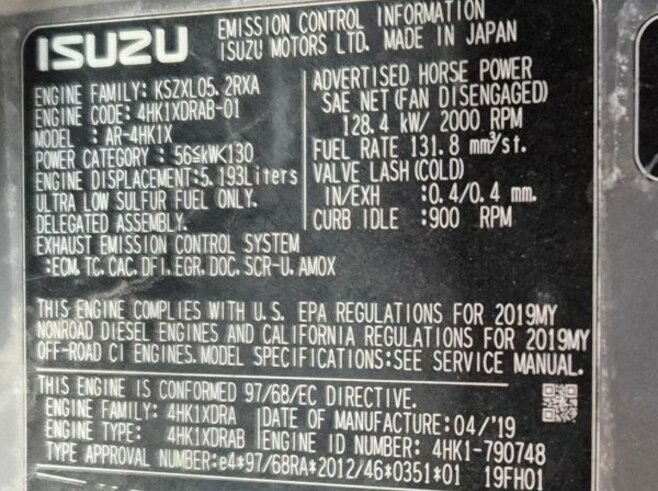 ISUZU
EMISSION CONTROL INFORMATION
ISUZU MOTORS LTD. MADE IN JAPAN
ENGINE FAMILY: KSZXL05.2RXA
ENGINE CODE: 4HK1XDRAB-01
MODEL : AR-4HK1X
POWER CATEGORY : 56≦kW<130
ENGINE DISPLACEMENT:5.193Liters
ULTRA LOW SULFUR FUEL ONLY.
DELEGATED ASSEMBLY.
EXHAUST EMISSION CONTROL SYSTEM
:ECM, TC, CAC, DFI, EGR, DOC, SCR-U, AMOX
ADVERTISED HORSE POWER
SAE NET(FAN DISENGAGED)
128.4 kW/ 2000 RPM
FUEL RATE 131.8 mm³/st.
VALVE LASH(COLD)
IN/EXH :0.4/0.4 mm.
CURB IDLE :900 RPM
THIS ENGINE COMPLIES WITH U.S. EPA REGULATIONS FOR 2019MY
NONROAD DIESEL ENGINES AND CALIFORNIA REGULATIONS FOR 2019MY
OFF-ROAD CI ENGINES. MODEL SPECIFICATIONS:SEE SERVICE MANUAL.
THIS ENGINE IS CONFORMED 97/68/EC DIRECTIVE.
ENGINE FAMILY: 4HK1XDRA DATE OF MANUFACTURE: 04/'19
ENGINE TYPE: 4HK1XDRAB ENGINE ID NUMBER: 4HK1-790748
TYPE APPROVAL NUMBER:e4*97/68RA*2012/46*0351*01 19FH01